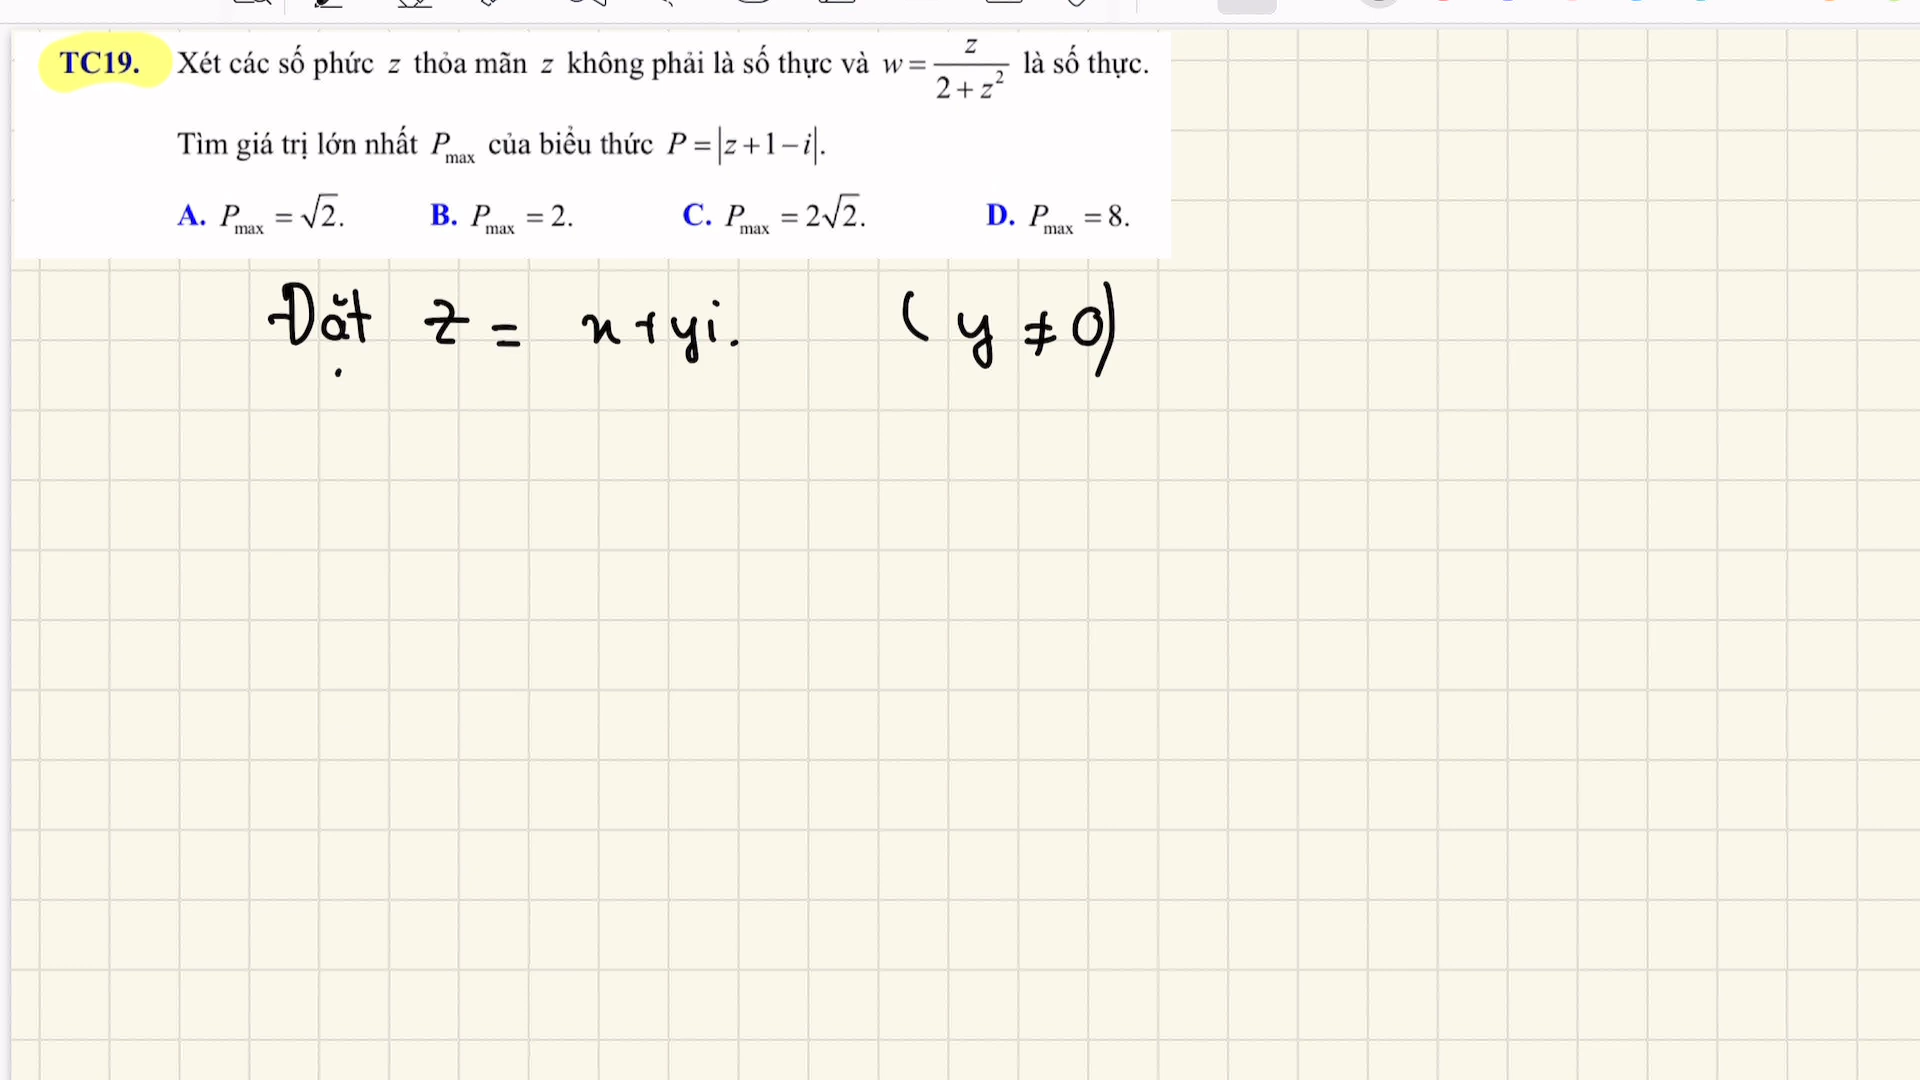 TC19. Xét các số phức z thỏa mãn z không phải là số thực và w = z/(2 + z²) là số thực.
Tìm giá trị lớn nhất P_max của biểu thức P = |z + 1 − i|.
A. P_max = √2. B. P_max = 2. C. P_max = 2√2. D. P_max = 8.
Đặt z = x + yi. (y ≠ 0)